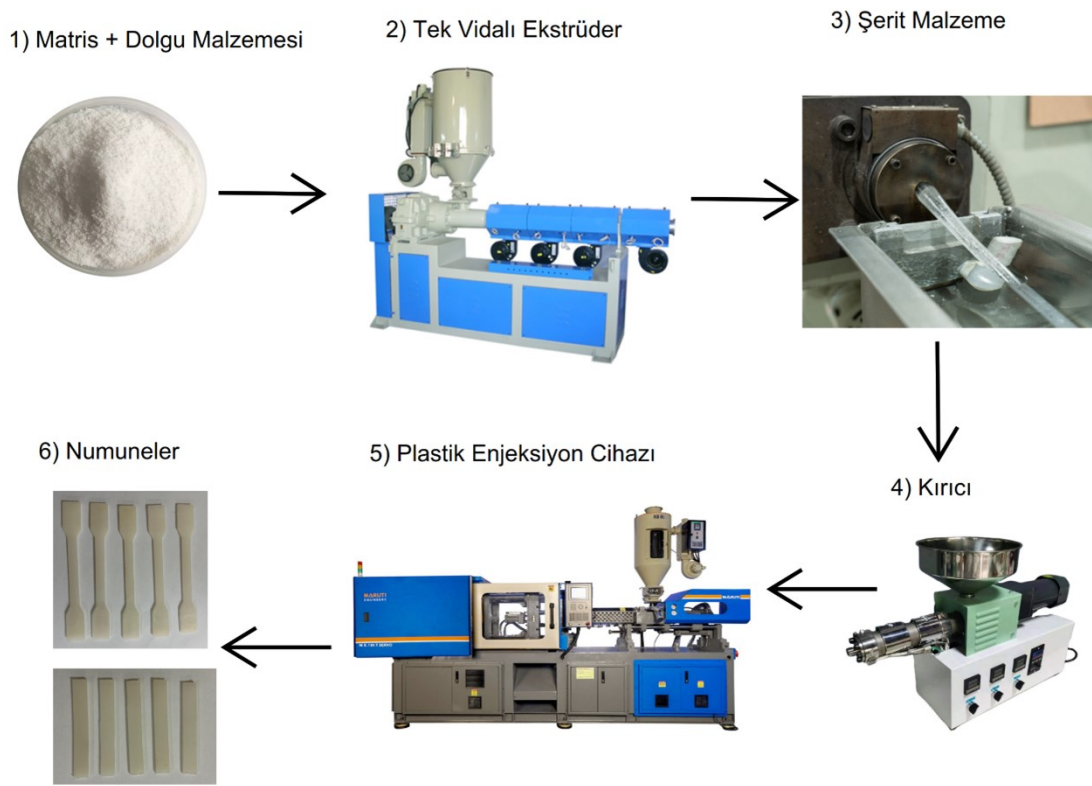 1) Matris + Dolgu Malzemesi
2) Tek Vidalı Ekstrüder
3) Şerit Malzeme
4) Kırıcı
5) Plastik Enjeksiyon Cihazı
6) Numuneler
MARUTI